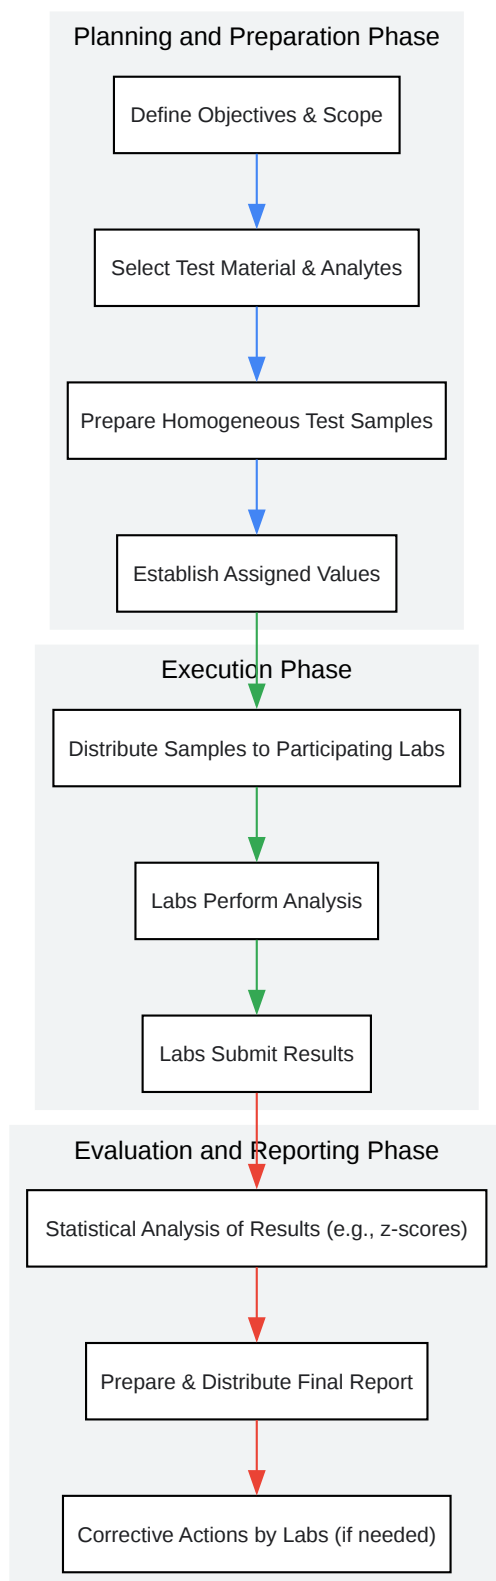 Planning and Preparation Phase
Define Objectives & Scope
Select Test Material & Analytes
Prepare Homogeneous Test Samples
Establish Assigned Values
Execution Phase
Distribute Samples to Participating Labs
Labs Perform Analysis
Labs Submit Results
Evaluation and Reporting Phase
Statistical Analysis of Results (e.g., z-scores)
Prepare & Distribute Final Report
Corrective Actions by Labs (if needed)